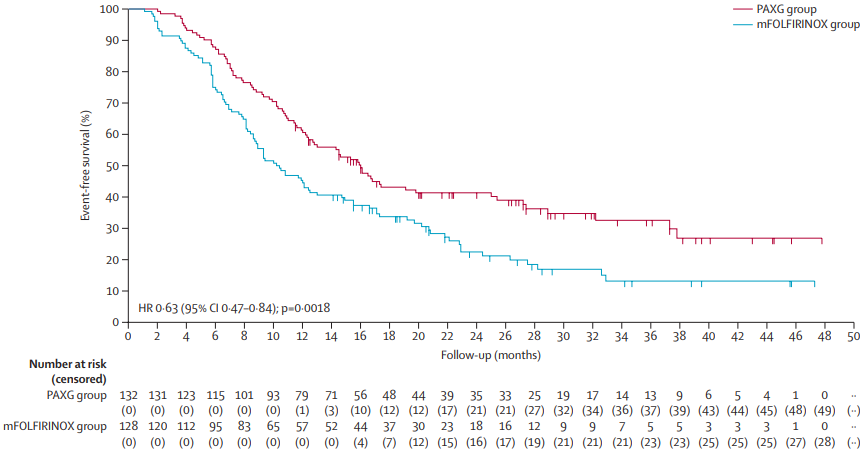 PAXG group
mFOLFIRINOX group
100
90
80
70
60
50
40
30
20
10
0
Event-free survival (%)
HR 0·63 (95% CI 0·47–0·84); p=0·0018
0 2 4 6 8 10 12 14 16 18 20 22 24 26 28 30 32 34 36 38 40 42 44 46 48 50
Follow-up (months)
Number at risk
(censored)
PAXG group 132 131 123 115 101 93 79 71 56 48 44 39 35 33 25 19 17 14 13 9 6 5 4 1 0 ··
(0) (0) (0) (0) (0) (0) (1) (3) (10) (12) (12) (17) (21) (21) (27) (32) (34) (36) (37) (39) (43) (44) (45) (48) (49) (··)
mFOLFIRINOX group 128 120 112 95 83 65 57 52 44 37 30 23 18 16 12 9 9 7 5 5 3 3 3 1 0 ··
(0) (0) (0) (0) (0) (0) (0) (0) (4) (7) (12) (15) (16) (17) (19) (21) (21) (21) (23) (23) (25) (25) (25) (27) (28) (··)